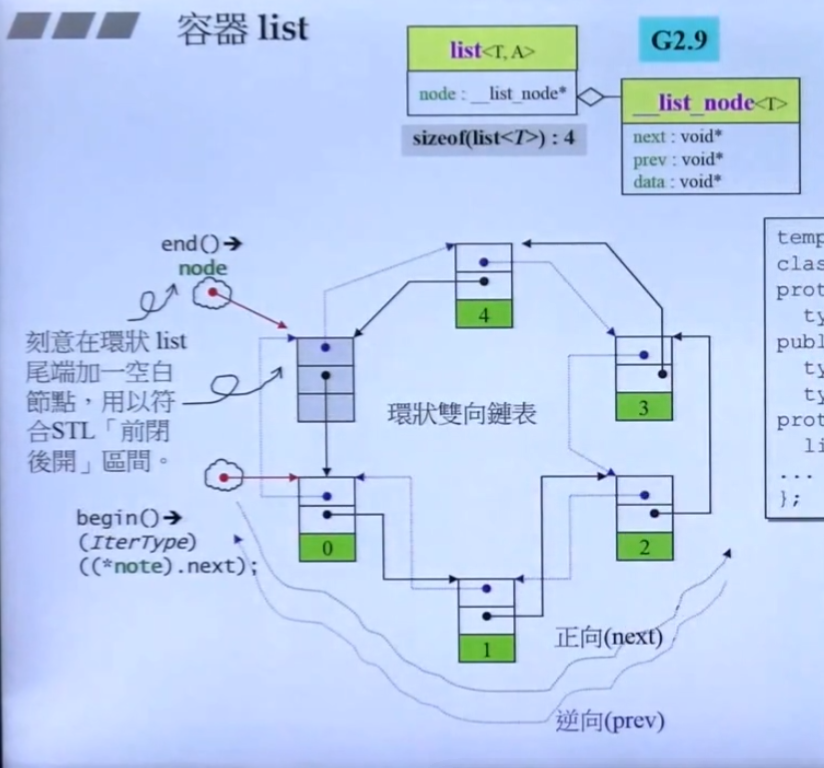 容器 list
G2.9
list<T, A>
node : __list_node*
sizeof(list<T>) : 4
__list_node<T>
next : void*
prev : void*
data : void*
end()➔
node
刻意在環狀 list
尾端加一空白
節點，用以符
合STL「前閉
後開」區間。
環狀雙向鏈表
4
3
2
1
0
begin()➔
(IterType)
((*note).next);
正向(next)
逆向(prev)
temp
clas
prot
ty
publ
ty
ty
prot
li
...
};